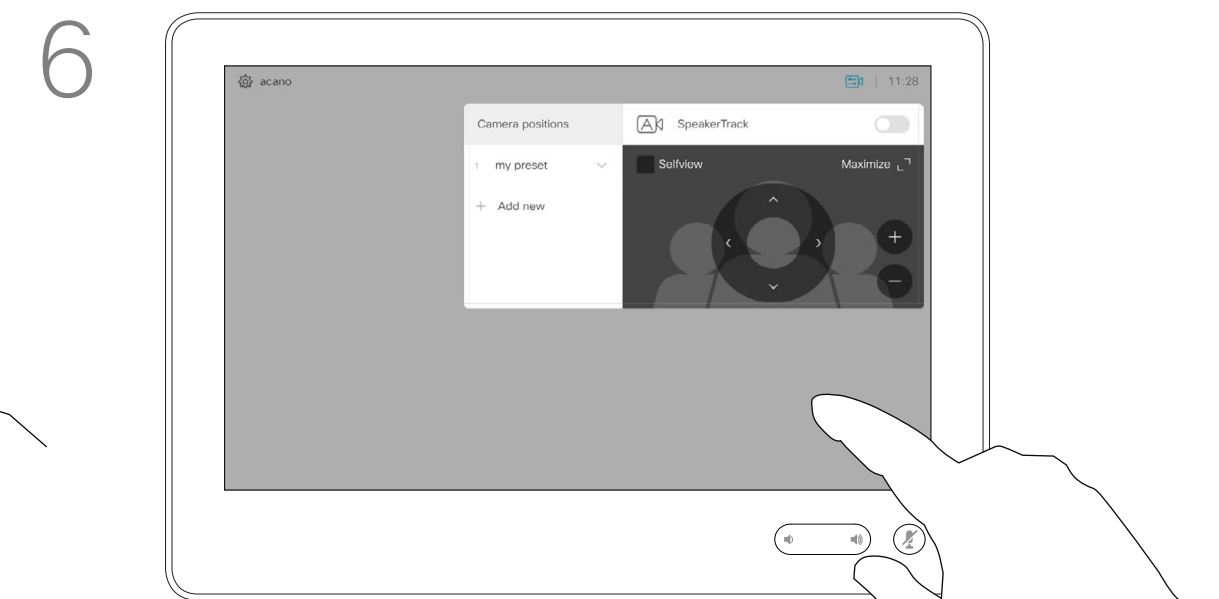 6
acano
11:28
Camera positions
SpeakerTrack
1 my preset
Selfview
Maximize
+ Add new